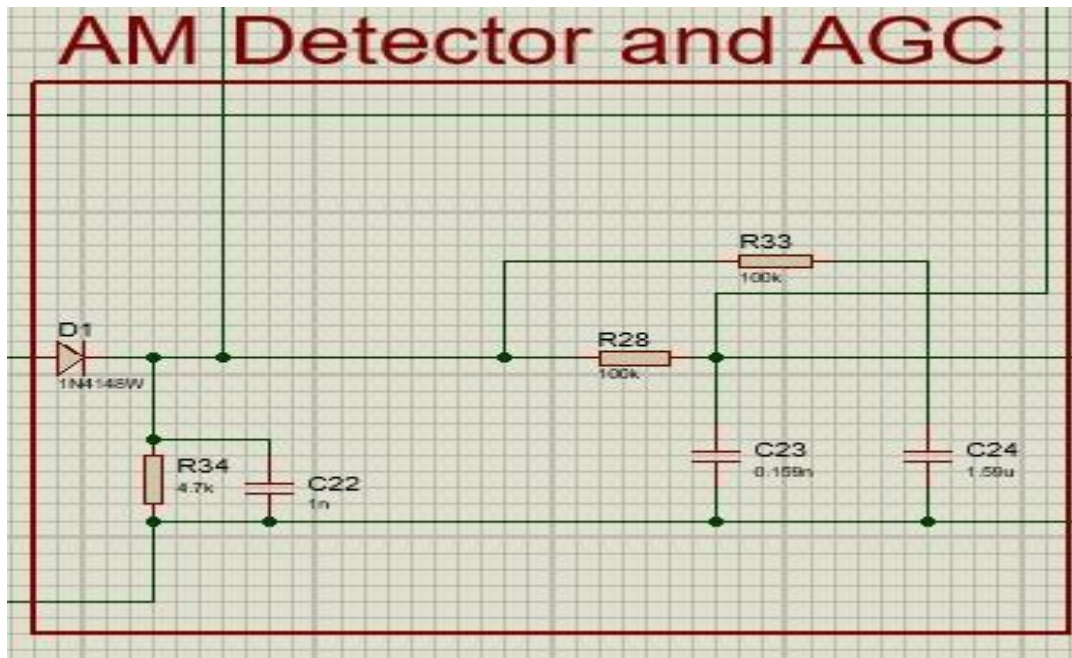 AM Detector and AGC
R33
100k
D1
1N4148W
R28
100k
R34
4.7k
C22
1n
C23
0.159n
C24
1.59u